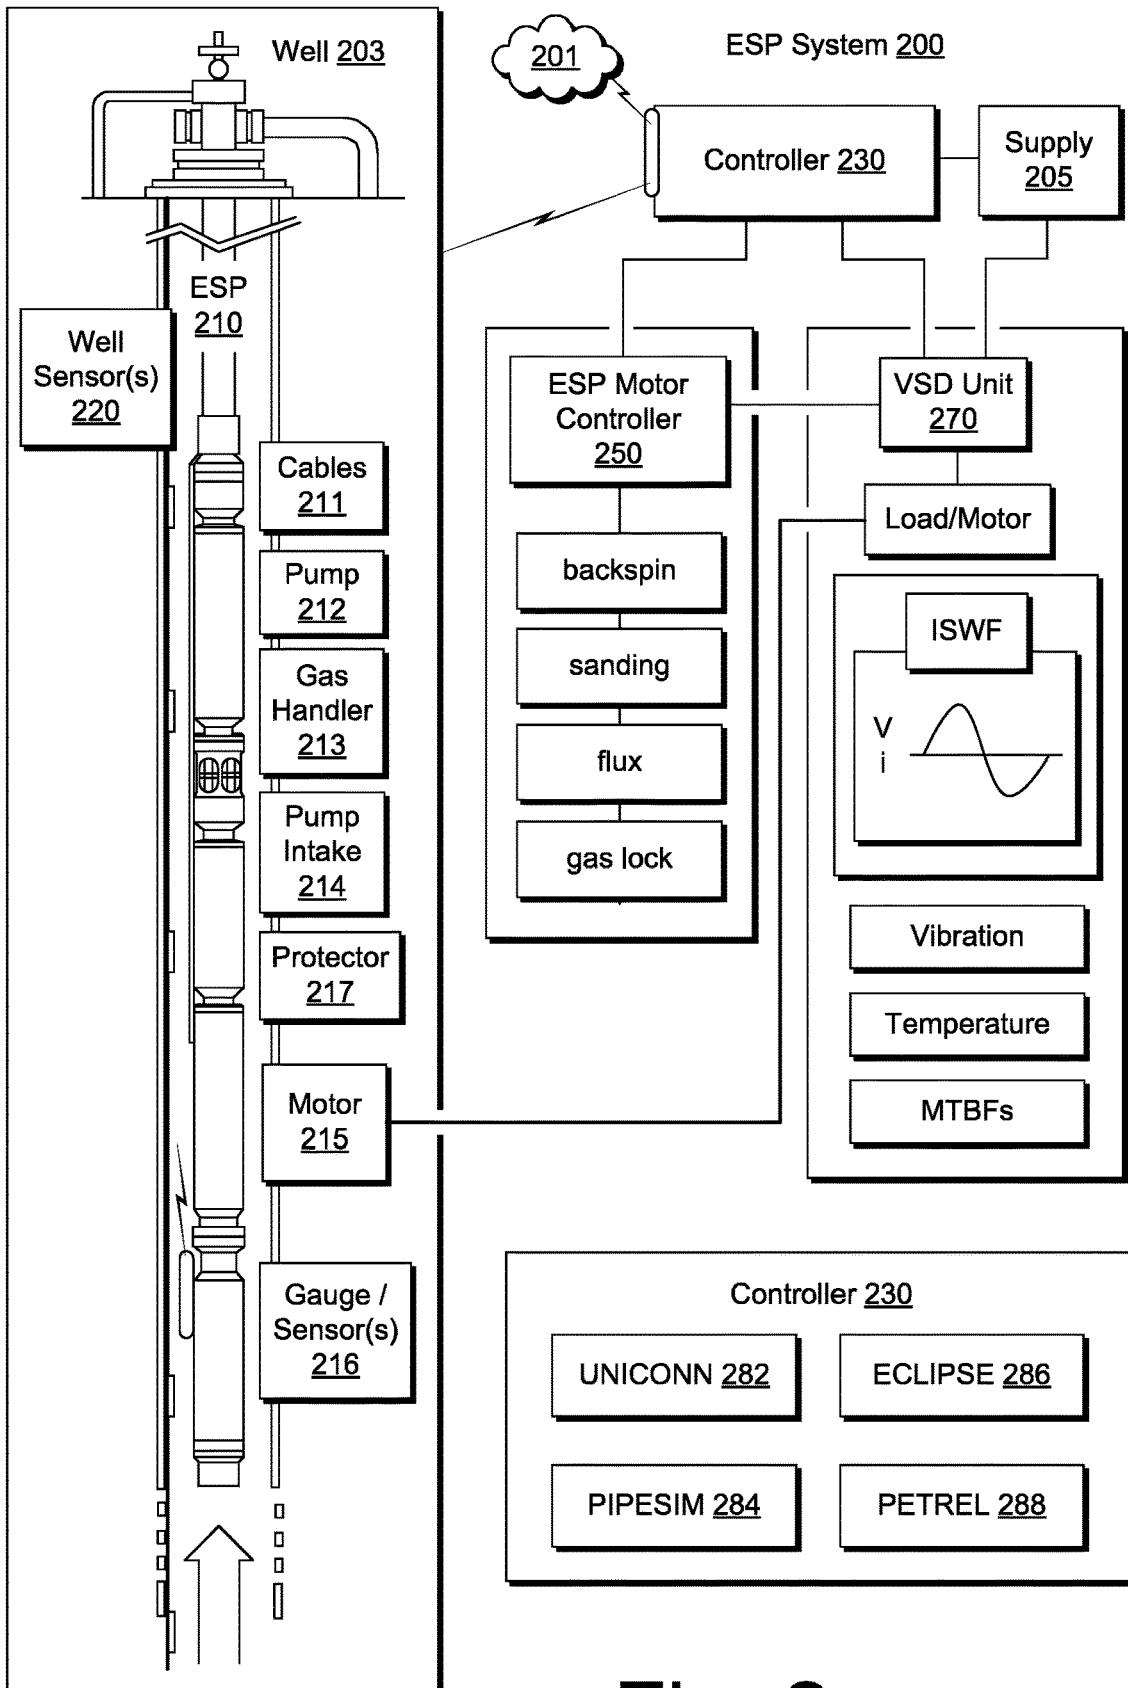 Well 203
201
ESP System 200
Controller 230
Supply
205
ESP
210
Well
Sensor(s)
220
Cables
211
Pump
212
Gas
Handler
213
Pump
Intake
214
Protector
217
Motor
215
Gauge /
Sensor(s)
216
ESP Motor
Controller
250
backspin
sanding
flux
gas lock
VSD Unit
270
Load/Motor
ISWF
V
i
Vibration
Temperature
MTBFs
Controller 230
UNICONN 282
ECLIPSE 286
PIPESIM 284
PETREL 288